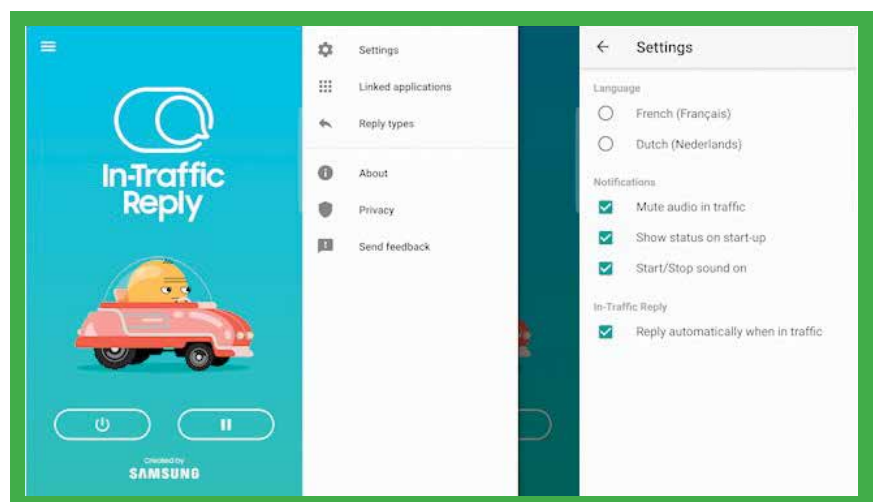 In-Traffic
Reply
Created by
SAMSUNG
Settings
Linked applications
Reply types
About
Privacy
Send feedback
Settings
Language
French (Français)
Dutch (Nederlands)
Notifications
Mute audio in traffic
Show status on start-up
Start/Stop sound on
In-Traffic Reply
Reply automatically when in traffic